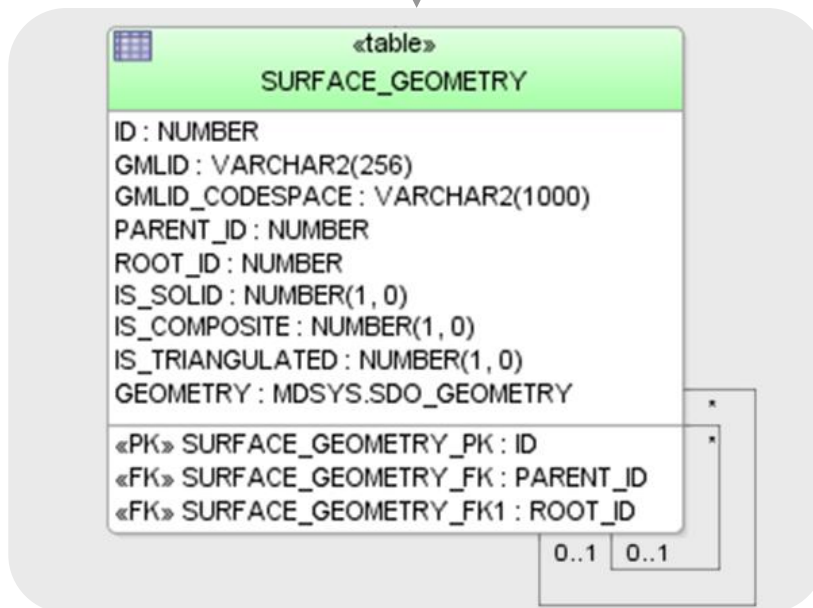 «table»
SURFACE_GEOMETRY
ID : NUMBER
GMLID : VARCHAR2(256)
GMLID_CODESPACE : VARCHAR2(1000)
PARENT_ID : NUMBER
ROOT_ID : NUMBER
IS_SOLID : NUMBER(1, 0)
IS_COMPOSITE : NUMBER(1, 0)
IS_TRIANGULATED : NUMBER(1, 0)
GEOMETRY : MDSYS.SDO_GEOMETRY
*
«PK» SURFACE_GEOMETRY_PK : ID *
«FK» SURFACE_GEOMETRY_FK : PARENT_ID
«FK» SURFACE_GEOMETRY_FK1 : ROOT_ID
0..1 0..1